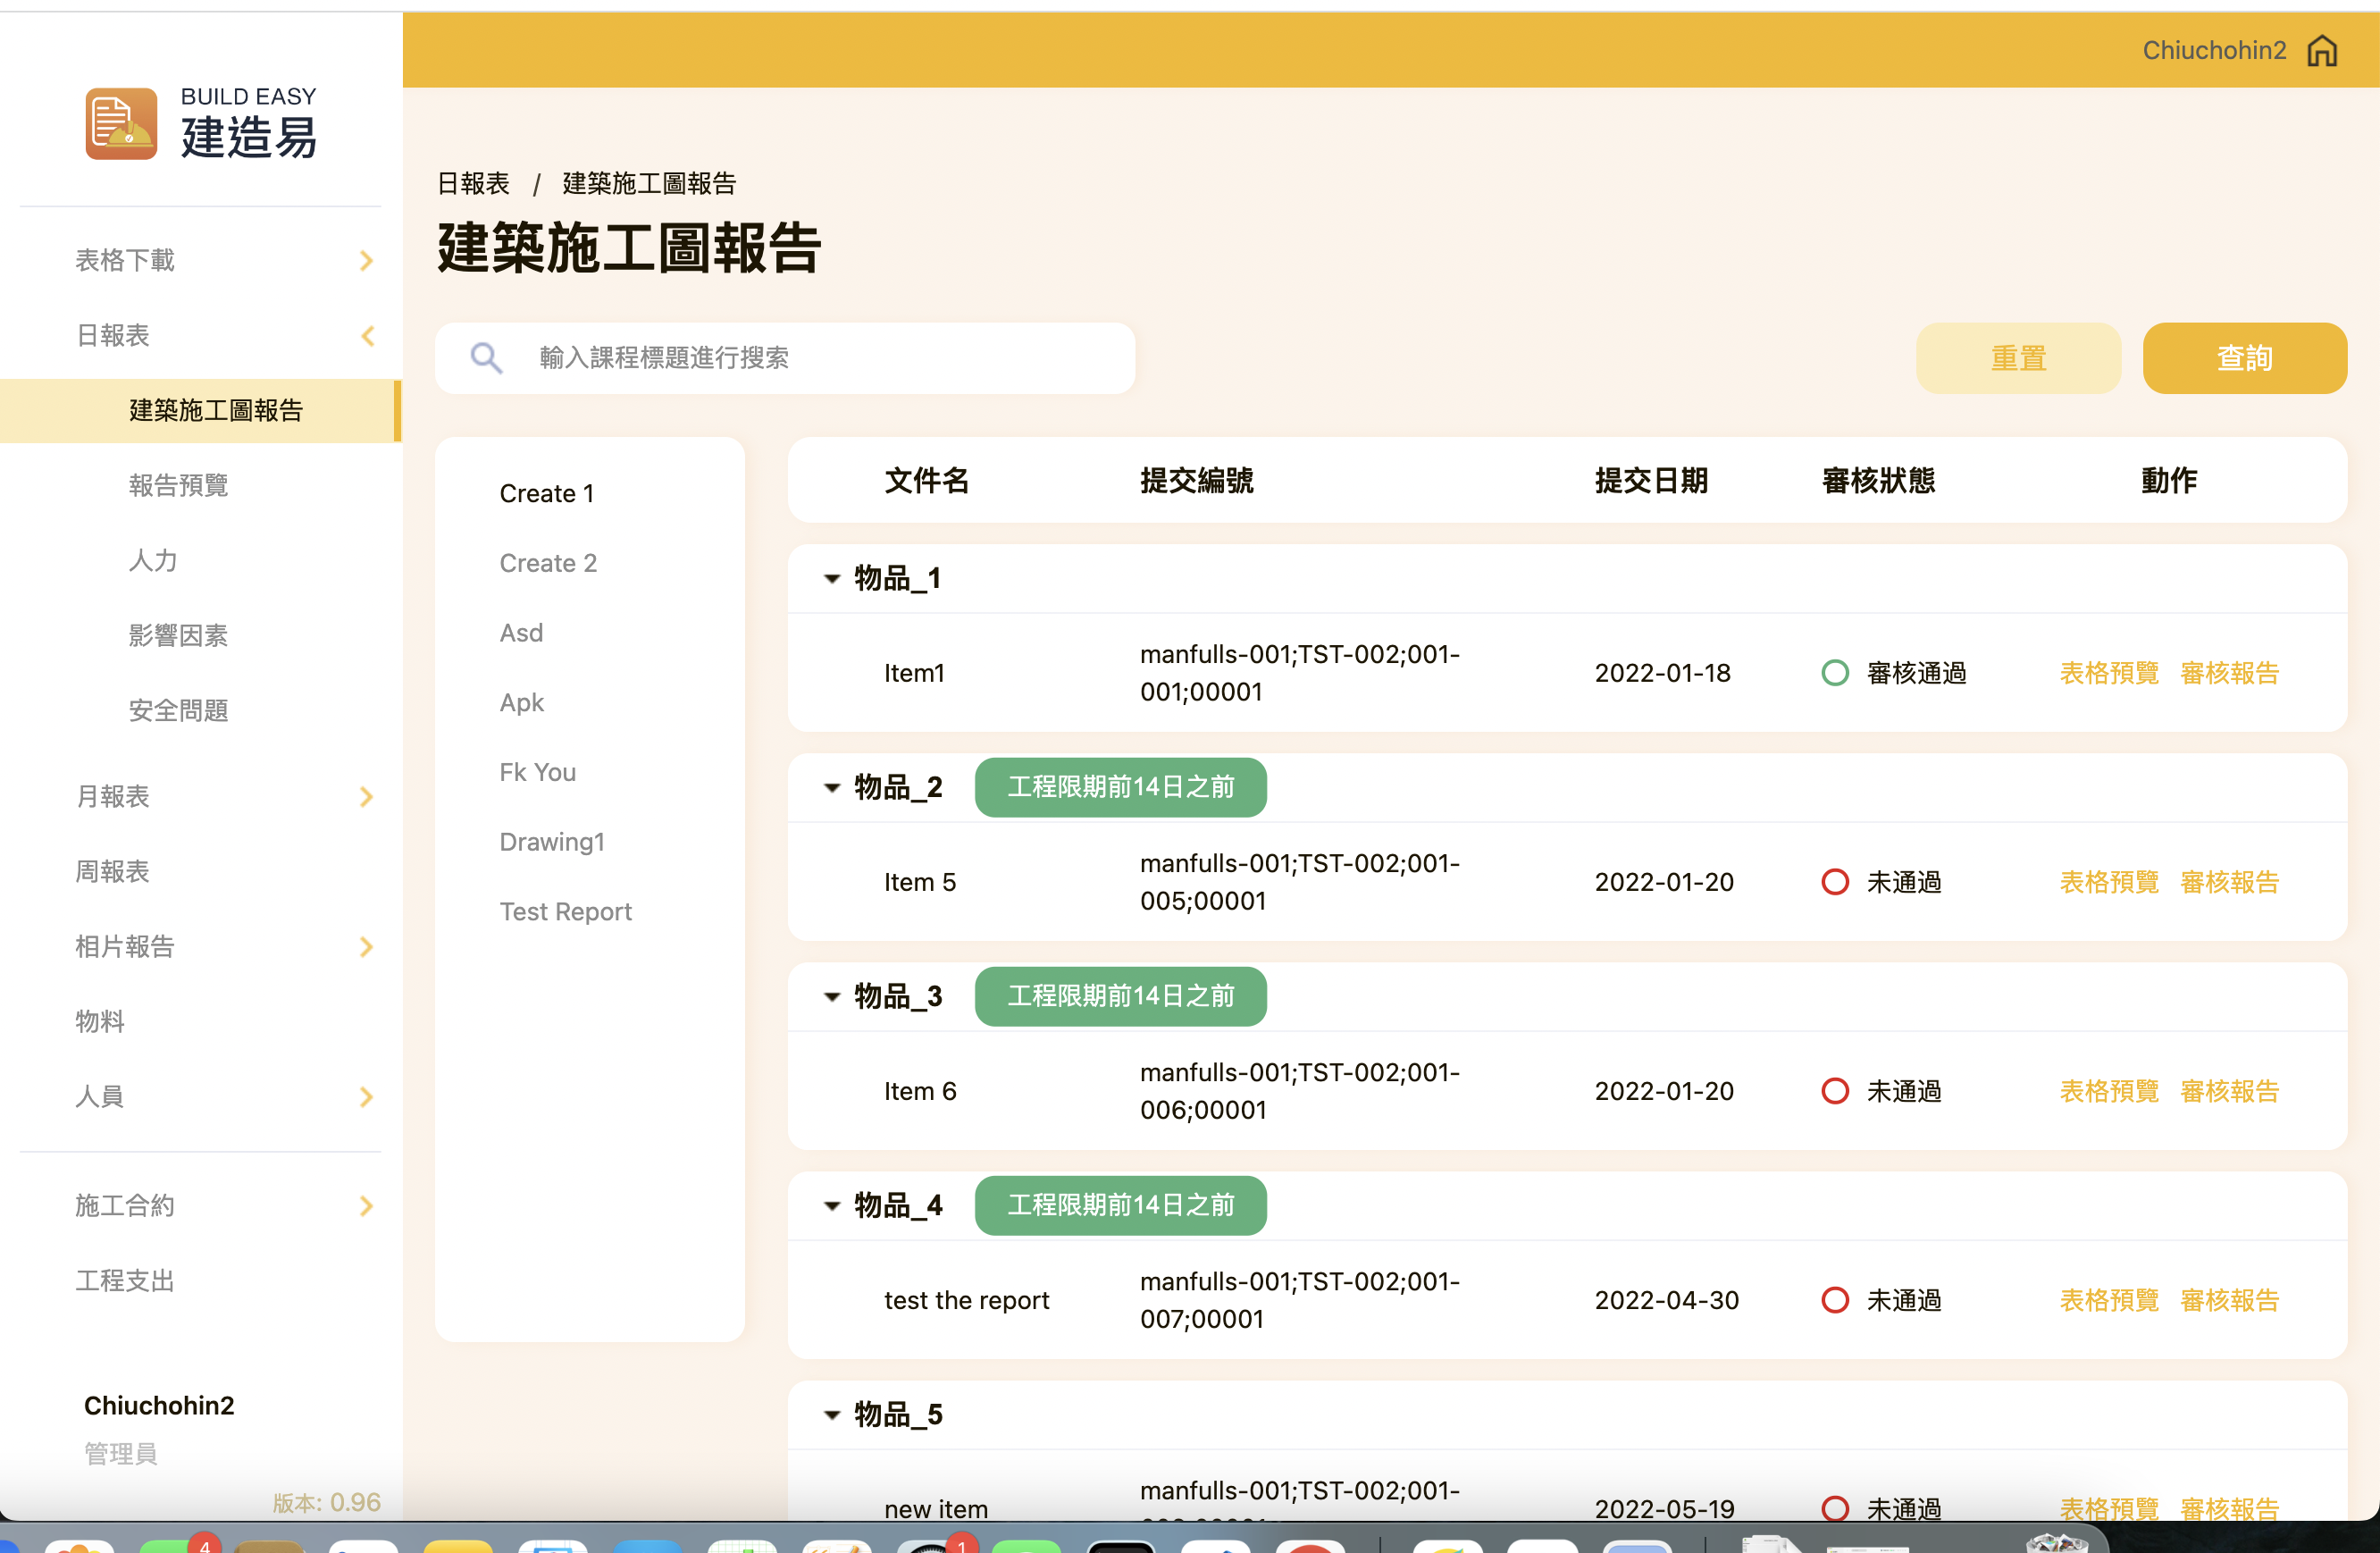 Chiuchohin2
BUILD EASY
建造易
表格下載
日報表
建築施工圖報告
報告預覽
人力
影響因素
安全問題
月報表
周報表
相片報告
物料
人員
施工合約
工程支出
Chiuchohin2
管理員
版本: 0.96
日報表 / 建築施工圖報告
建築施工圖報告
輸入課程標題進行搜索
重置
查詢
Create 1
Create 2
Asd
Apk
Fk You
Drawing1
Test Report
文件名 提交編號 提交日期 審核狀態 動作
物品_1
Item1 manfulls-001;TST-002;001- 2022-01-18 審核通過 表格預覽 審核報告
001;00001
物品_2 工程限期前14日之前
Item 5 manfulls-001;TST-002;001- 2022-01-20 未通過 表格預覽 審核報告
005;00001
物品_3 工程限期前14日之前
Item 6 manfulls-001;TST-002;001- 2022-01-20 未通過 表格預覽 審核報告
006;00001
物品_4 工程限期前14日之前
test the report manfulls-001;TST-002;001- 2022-04-30 未通過 表格預覽 審核報告
007;00001
物品_5
new item manfulls-001;TST-002;001- 2022-05-19 未通過 表格預覽 審核報告
4
1